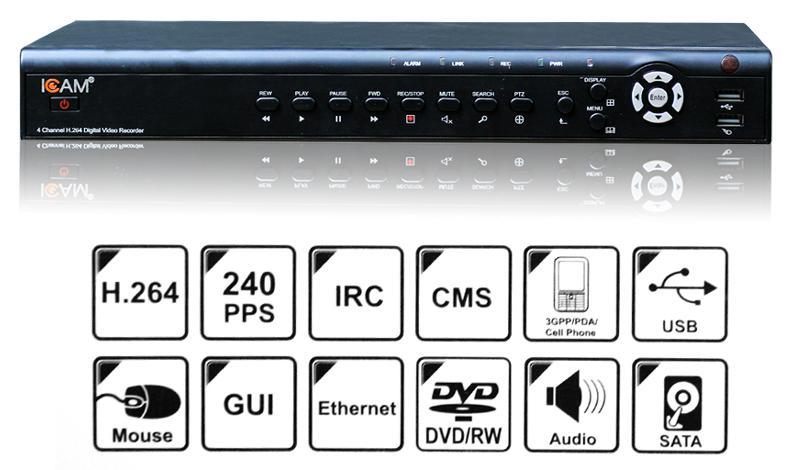 ALARM LINK REC PWR
ICAM®
DISPLAY
REW PLAY PAUSE FWD REC/STOP MUTE SEARCH PTZ ESC
Enter
MENU
4 Channel H.264 Digital Video Recorder
H.264
240
PPS
IRC
CMS
3GPP/PDA/
Cell Phone
USB
Mouse
GUI
Ethernet
DVD
DVD/RW
Audio
SATA